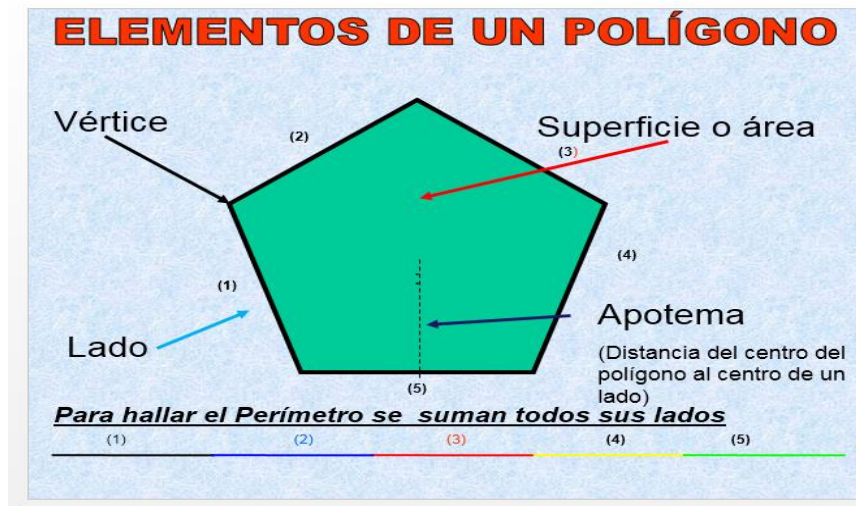 ELEMENTOS DE UN POLÍGONO
Vértice
(2)
Superficie o área
(3)
(4)
(1)
Lado
Apotema
(Distancia del centro del
polígono al centro de un
lado)
(5)
Para hallar el Perímetro se suman todos sus lados
(1) (2) (3) (4) (5)